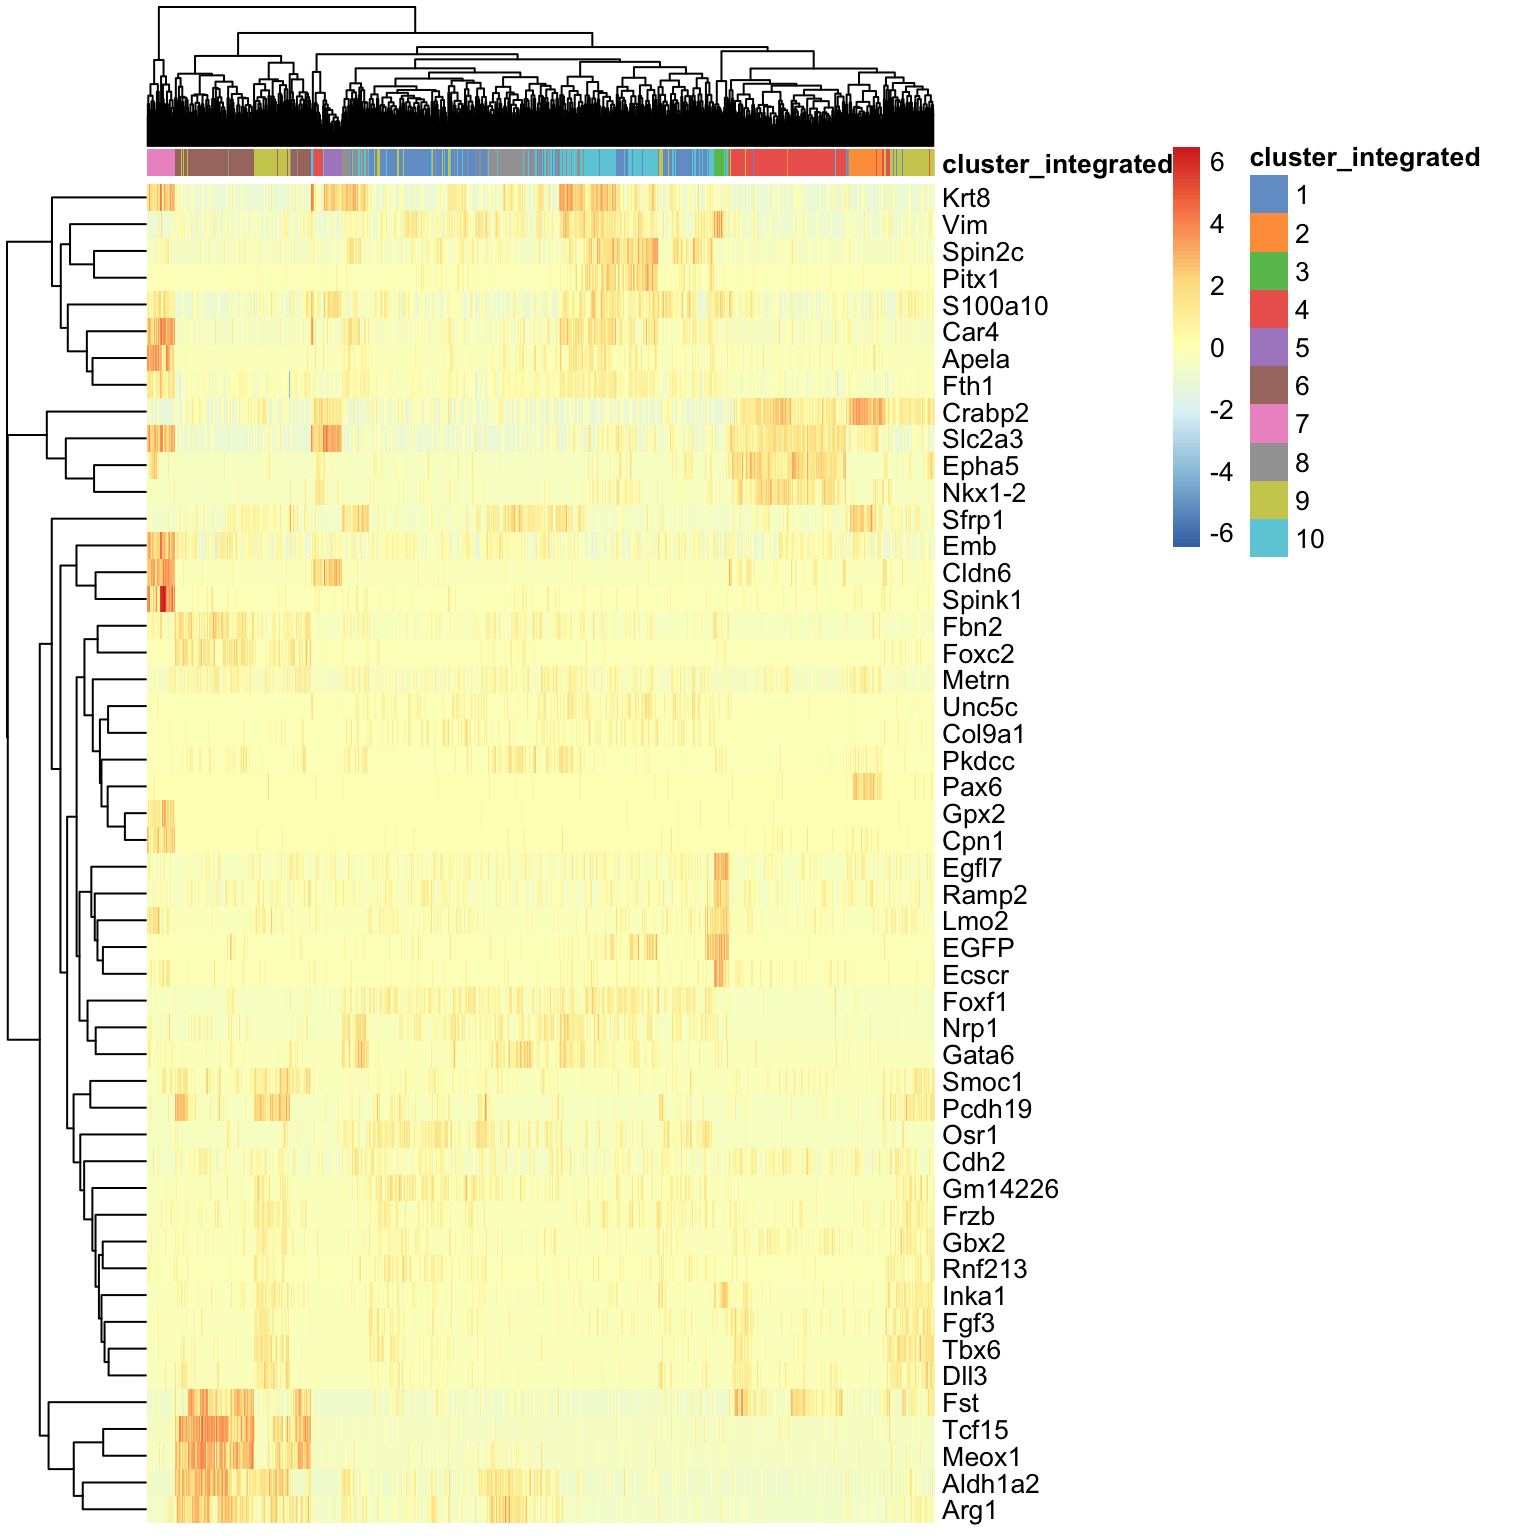 cluster_integrated
Krt8
Vim
Spin2c
Pitx1
S100a10
Car4
Apela
Fth1
Crabp2
Slc2a3
Epha5
Nkx1-2
Sfrp1
Emb
Cldn6
Spink1
Fbn2
Foxc2
Metrn
Unc5c
Col9a1
Pkdcc
Pax6
Gpx2
Cpn1
Egfl7
Ramp2
Lmo2
EGFP
Ecscr
Foxf1
Nrp1
Gata6
Smoc1
Pcdh19
Osr1
Cdh2
Gm14226
Frzb
Gbx2
Rnf213
Inka1
Fgf3
Tbx6
Dll3
Fst
Tcf15
Meox1
Aldh1a2
Arg1
6
4
2
0
-2
-4
-6
cluster_integrated
1
2
3
4
5
6
7
8
9
10